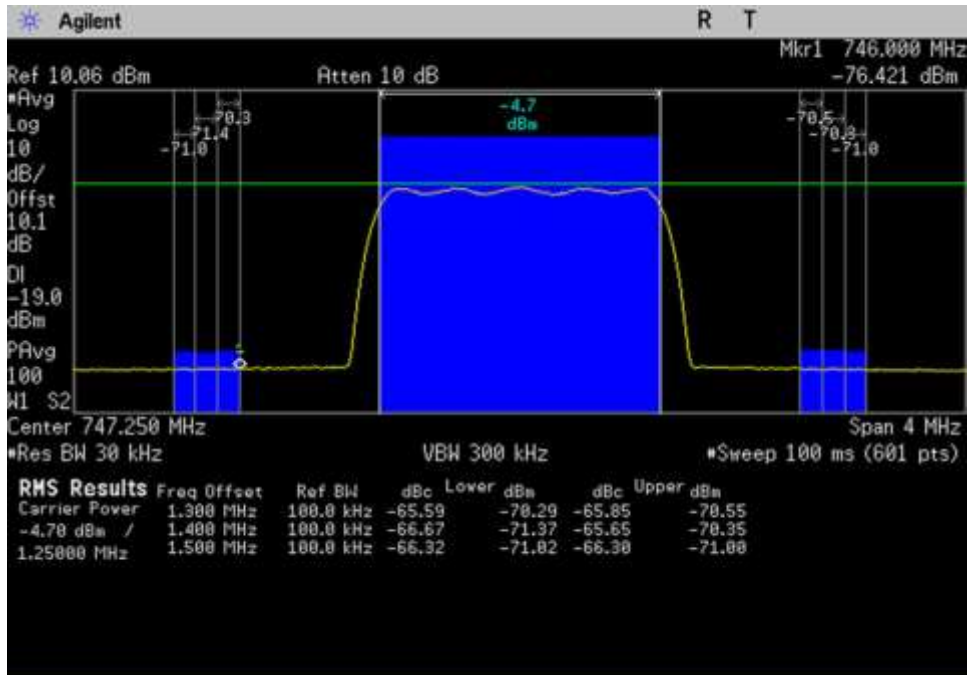 Agilent R T
Mkr1 746.000 MHz
Ref 10.06 dBm Atten 10 dB -76.421 dBm
#Avg
Log
10
dB/
Offst
10.1
dB
DI
-19.0
dBm
PAvg
100
W1 S2
-4.7
dBm
-70.3
-71.4
-71.0
-70.5
-70.3
-71.0
Center 747.250 MHz Span 4 MHz
#Res BW 30 kHz VBW 300 kHz #Sweep 100 ms (601 pts)
RMS Results Freq Offset Ref BW dBc Lower dBm dBc Upper dBm
Carrier Power 1.300 MHz 100.0 kHz -65.59 -70.29 -65.85 -70.55
-4.70 dBm / 1.400 MHz 100.0 kHz -66.67 -71.37 -65.65 -70.35
1.25000 MHz 1.500 MHz 100.0 kHz -66.32 -71.02 -66.30 -71.00